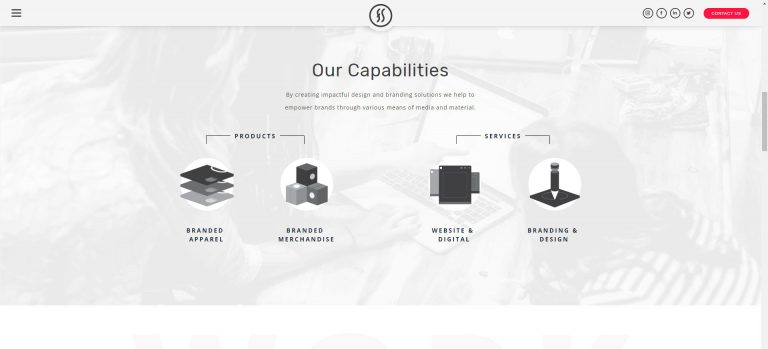 CONTACT US
Our Capabilities
By creating impactful design and branding solutions we help to
empower brands through various means of media and material.
PRODUCTS
SERVICES
BRANDED
APPAREL
BRANDED
MERCHANDISE
WEBSITE &
DIGITAL
BRANDING &
DESIGN
WORK